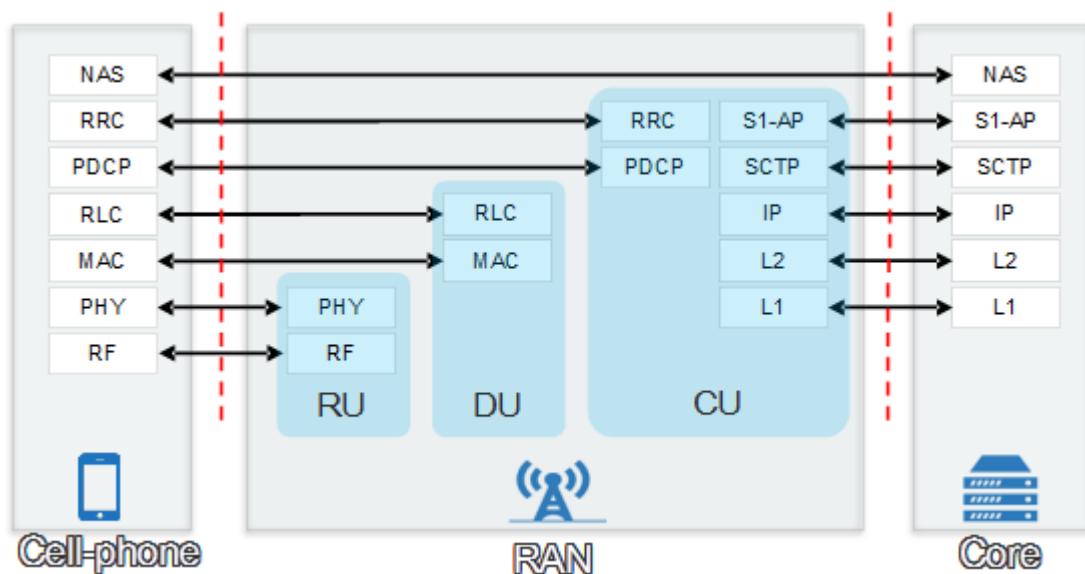 NAS NAS
RRC RRC S1-AP S1-AP
PDCP PDCP SCTP SCTP
RLC RLC IP IP
MAC MAC L2 L2
PHY PHY L1 L1
RF RF
RU DU CU
Cell-phone RAN Core